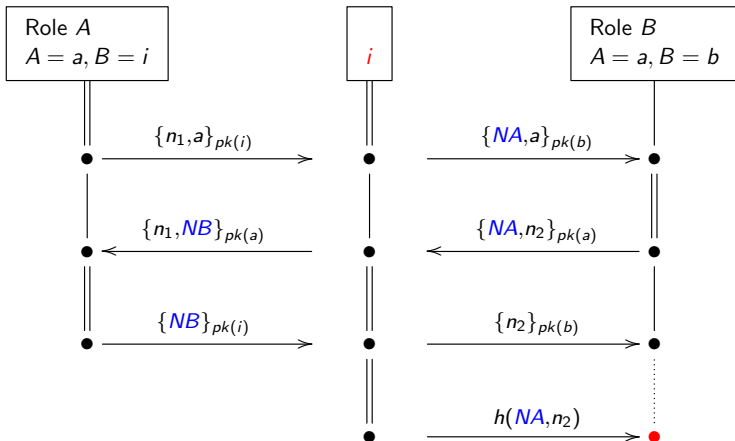 Role A
A = a, B = i
i
Role B
A = a, B = b
{n₁,a}ₚₖ₍ᵢ₎
{NA,a}pk(b)
{n₁,NB}pk(a)
{NA,n₂}pk(a)
{NB}pk(i)
{n₂}pk(b)
h(NA,n₂)